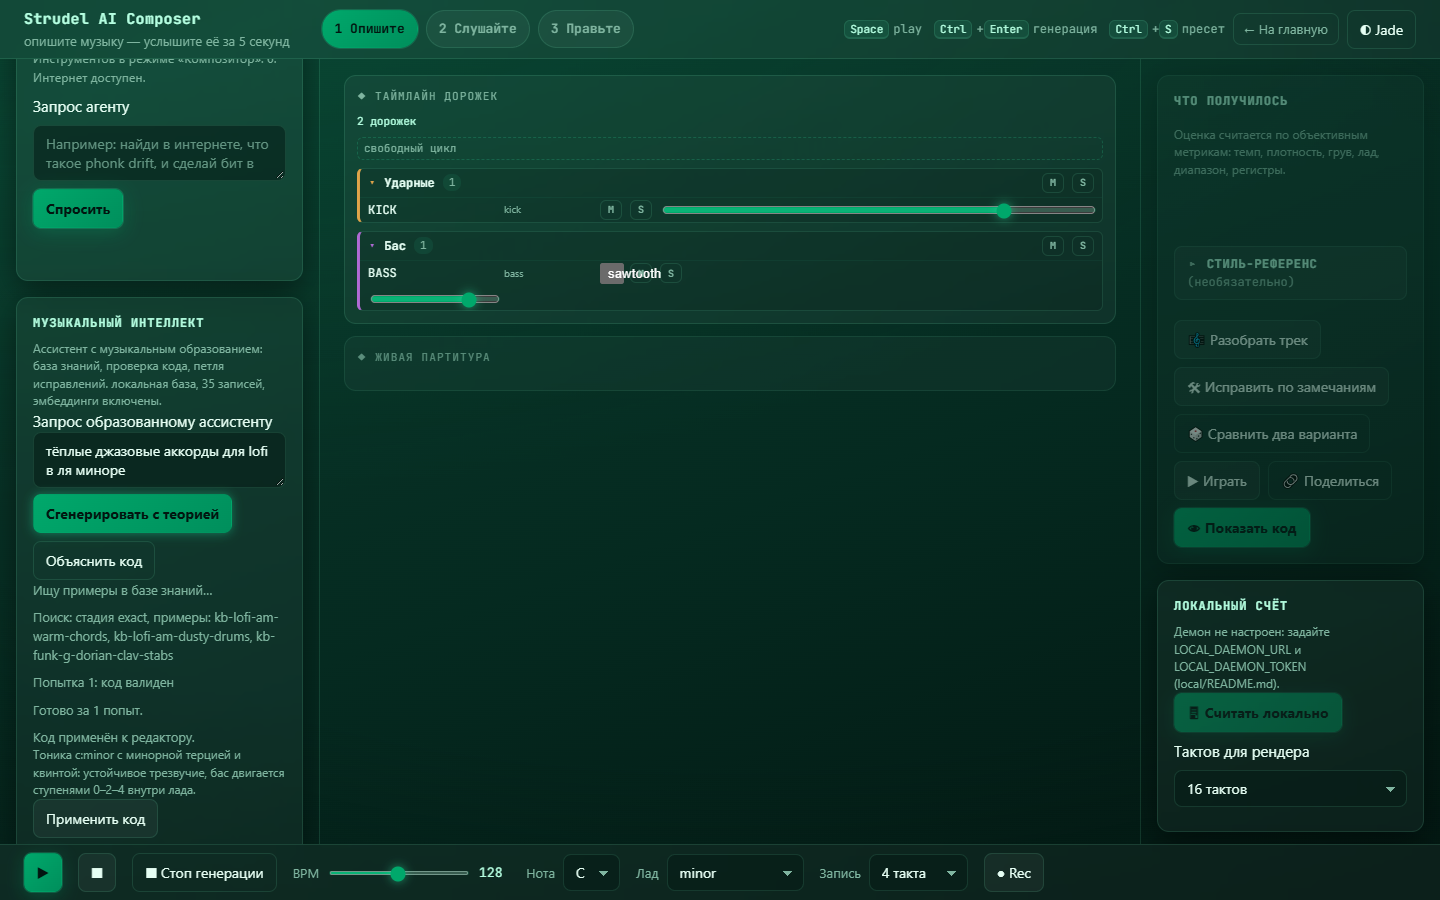 Strudel AI Composer
опишите музыку — услышите её за 5 секунд
1 Опишите
2 Слушайте
3 Правьте
Space play
Ctrl + Enter генерация
Ctrl + S пресет
← На главную
Jade
Инструментов в режиме «композитор»: 6.
Интернет доступен.
Запрос агенту
Например: найди в интернете, что
такое phonk drift, и сделай бит в
Спросить
МУЗЫКАЛЬНЫЙ ИНТЕЛЛЕКТ
Ассистент с музыкальным образованием:
база знаний, проверка кода, петля
исправлений. локальная база, 35 записей,
эмбеддинги включены.
Запрос образованному ассистенту
тёплые джазовые аккорды для lofi
в ля миноре
Сгенерировать с теорией
Объяснить код
Ищу примеры в базе знаний...
Поиск: стадия exact, примеры: kb-lofi-am-
warm-chords, kb-lofi-am-dusty-drums, kb-
funk-g-dorian-clav-stabs
Попытка 1: код валиден
Готово за 1 попыт.
Код применён к редактору.
Тоника c:minor с минорной терцией и
квинтой: устойчивое трезвучие, бас двигается
ступенями 0–2–4 внутри лада.
Применить код
◆ ТАЙМЛАЙН ДОРОЖЕК
2 дорожек
свободный цикл
Ударные 1 M S
KICK kick M S
Бас 1 M S
BASS bass sawtooth S
◆ ЖИВАЯ ПАРТИТУРА
ЧТО ПОЛУЧИЛОСЬ
Оценка считается по объективным
метрикам: темп, плотность, грув, лад,
диапазон, регистры.
СТИЛЬ-РЕФЕРЕНС
(необязательно)
Разобрать трек
Исправить по замечаниям
Сравнить два варианта
Играть
Поделиться
Показать код
ЛОКАЛЬНЫЙ СЧЁТ
Демон не настроен: задайте
LOCAL_DAEMON_URL и
LOCAL_DAEMON_TOKEN
(local/README.md).
Считать локально
Тактов для рендера
16 тактов
Стоп генерации
BPM 128
Нота C
Лад minor
Запись 4 такта
● Rec